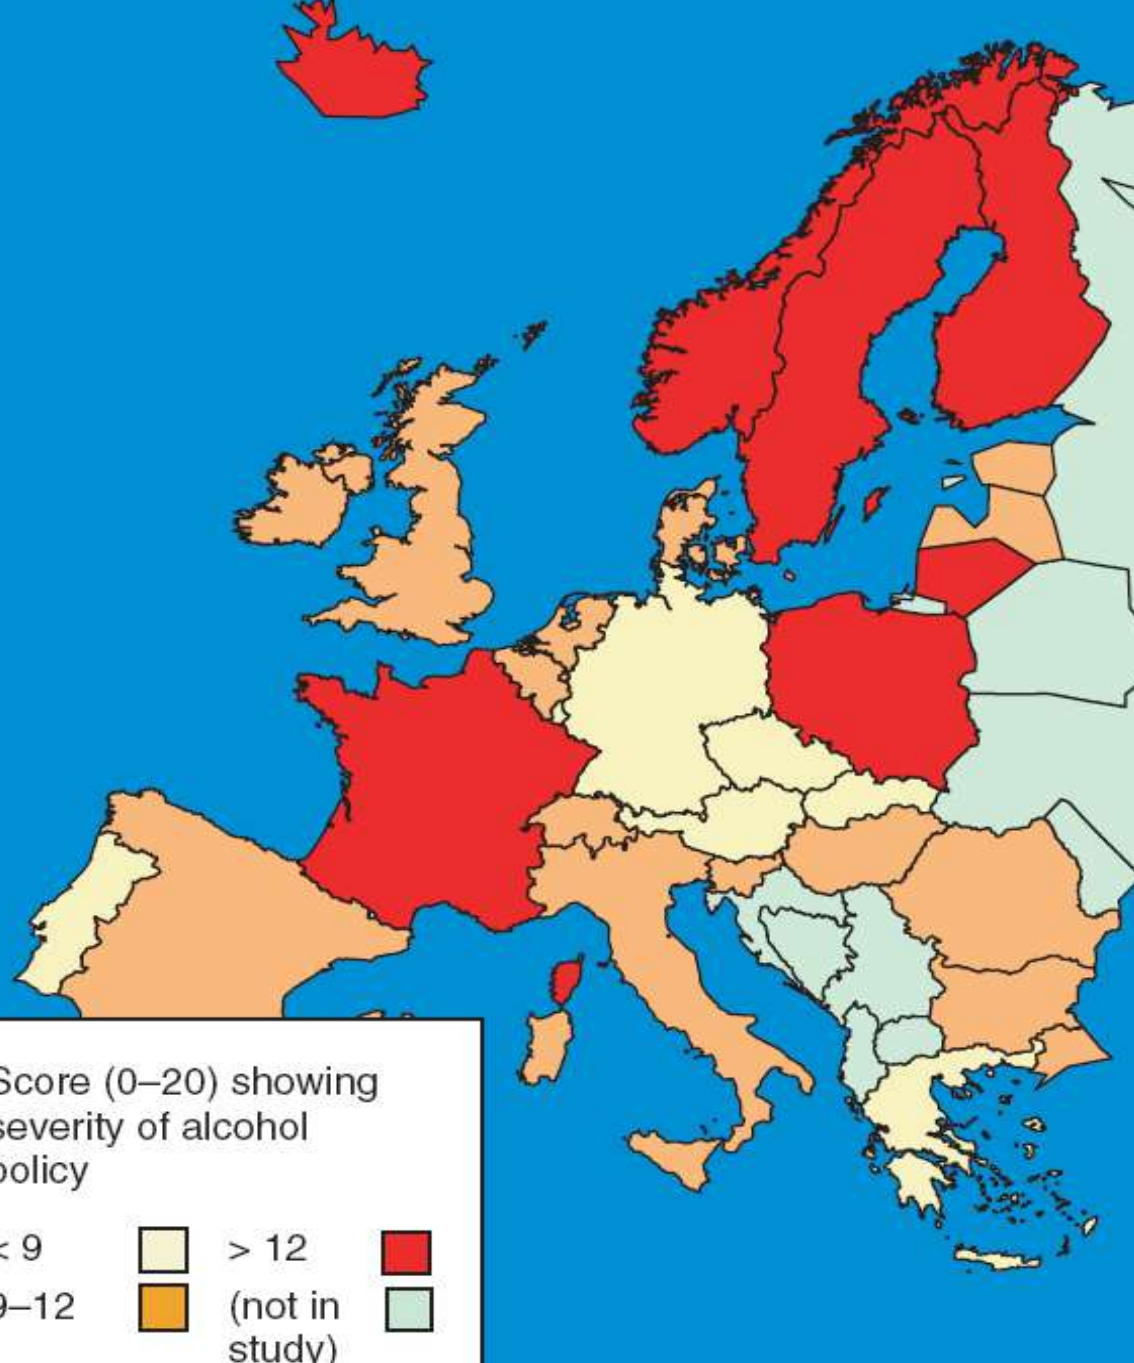 Score (0–20) showing
severity of alcohol
policy
< 9
> 12
9–12
(not in
study)